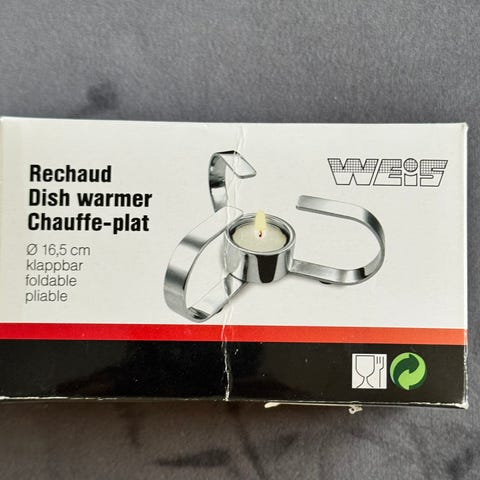 Rechaud
Dish warmer
Chauffe-plat
Ø 16,5 cm
klappbar
foldable
pliable
WEiS